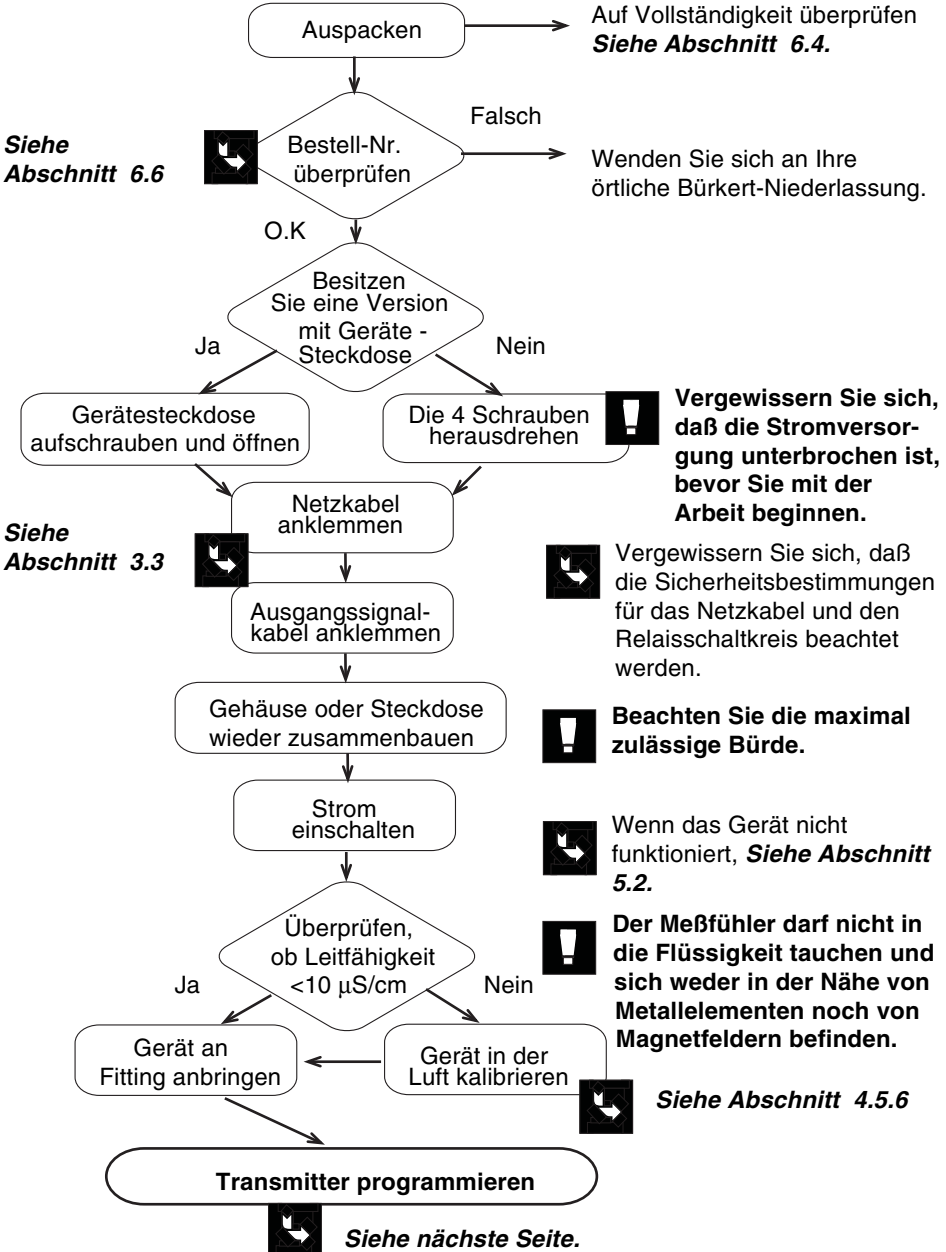 Auspacken
Auf Vollständigkeit überprüfen
Siehe Abschnitt 6.4.
Siehe
Abschnitt 6.6
Bestell-Nr.
überprüfen
Falsch
Wenden Sie sich an Ihre
örtliche Bürkert-Niederlassung.
O.K
Besitzen
Sie eine Version
mit Geräte -
Steckdose
Ja
Nein
Gerätesteckdose
aufschrauben und öffnen
Die 4 Schrauben
herausdrehen
!
Vergewissern Sie sich,
daß die Stromversor-
gung unterbrochen ist,
bevor Sie mit der
Arbeit beginnen.
Netzkabel
anklemmen
Siehe
Abschnitt 3.3
Vergewissern Sie sich, daß
die Sicherheitsbestimmungen
für das Netzkabel und den
Relaisschaltkreis beachtet
werden.
Ausgangssignal-
kabel anklemmen
Gehäuse oder Steckdose
wieder zusammenbauen
!
Beachten Sie die maximal
zulässige Bürde.
Strom
einschalten
Wenn das Gerät nicht
funktioniert, Siehe Abschnitt
5.2.
Überprüfen,
ob Leitfähigkeit
<10 µS/cm
Ja
Nein
!
Der Meßfühler darf nicht in
die Flüssigkeit tauchen und
sich weder in der Nähe von
Metallelementen noch von
Magnetfeldern befinden.
Gerät an
Fitting anbringen
Gerät in der
Luft kalibrieren
Siehe Abschnitt 4.5.6
Transmitter programmieren
Siehe nächste Seite.